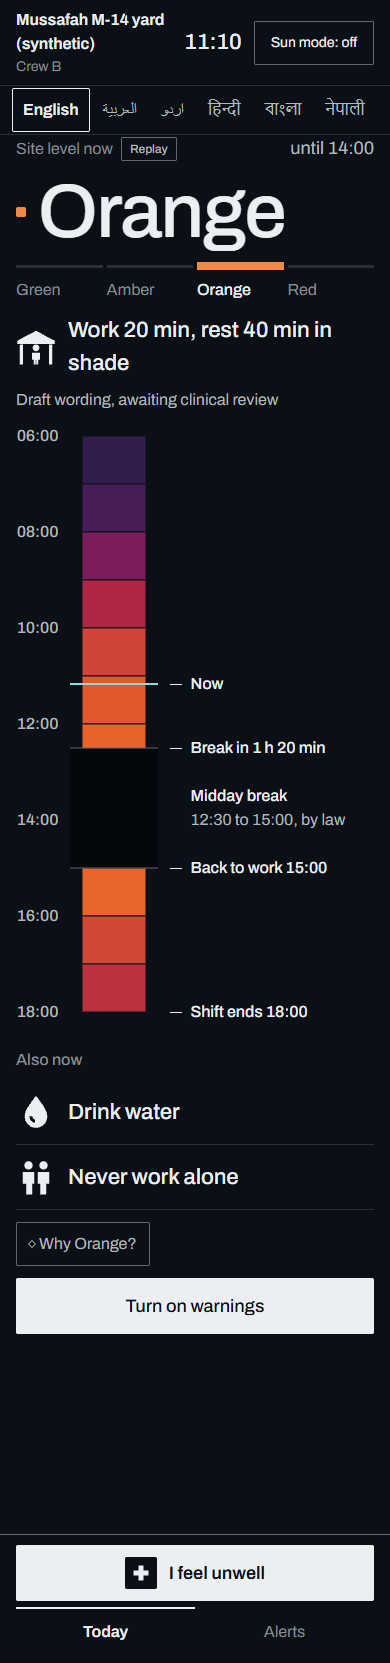 Mussafah M-14 yard
(synthetic)
Crew B
11:10
Sun mode: off
English
العربية
اردو
हिन्दी
বাংলা
नेपाली
Site level now
Replay
until 14:00
Orange
Green
Amber
Orange
Red
Work 20 min, rest 40 min in
shade
Draft wording, awaiting clinical review
06:00
08:00
10:00
Now
12:00
Break in 1 h 20 min
Midday break
12:30 to 15:00, by law
14:00
Back to work 15:00
16:00
18:00
Shift ends 18:00
Also now
Drink water
Never work alone
Why Orange?
Turn on warnings
I feel unwell
Today
Alerts